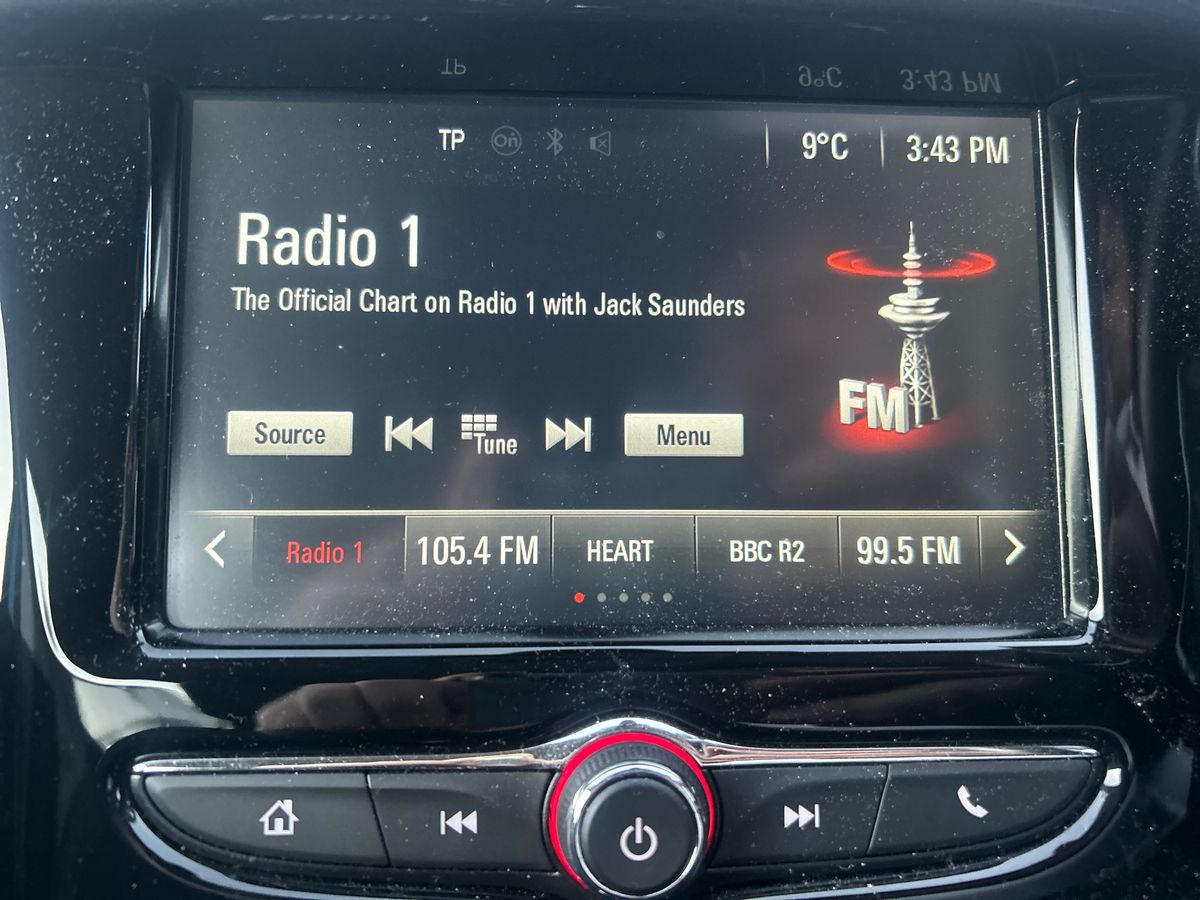 TP On 9°C 3:43 PM
Radio 1
The Official Chart on Radio 1 with Jack Saunders
FM
Source Tune Menu
Radio 1 105.4 FM HEART BBC R2 99.5 FM